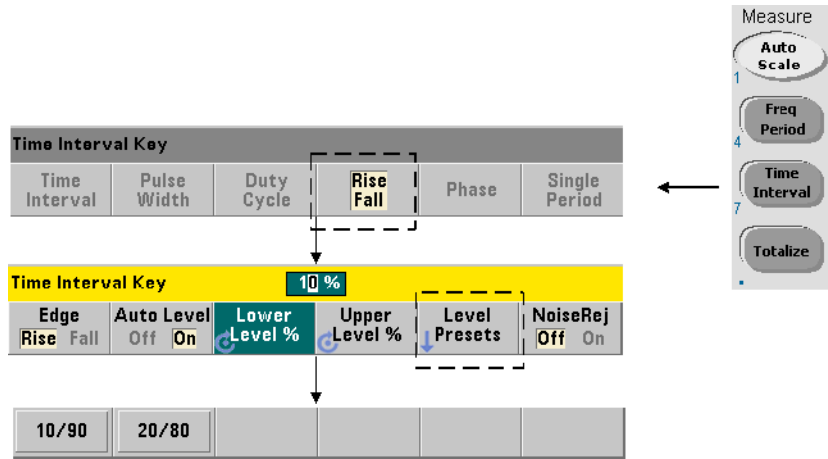 Measure
Auto
Scale
1
Freq
Period
4
Time
Interval
7
Totalize
.
Time Interval Key
Time
Interval
Pulse
Width
Duty
Cycle
Rise
Fall
Phase
Single
Period
Time Interval Key
10 %
Edge
Rise Fall
Auto Level
Off On
Lower
Level %
Upper
Level %
Level
Presets
NoiseRej
Off On
10/90
20/80